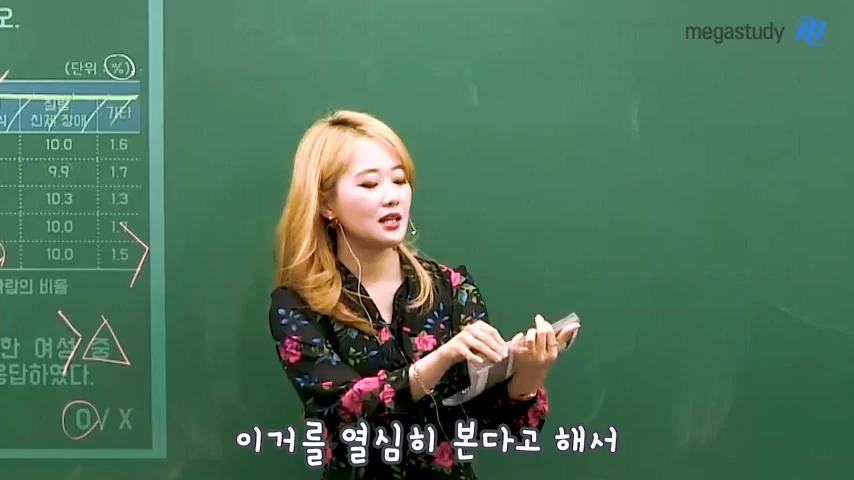 오.
megastudy
(단위 : %)
질병.
식 신체 장애 기타
10.0 1.6
9.9 1.7
10.3 1.3
10.0
10.0 1.5
사람의 비율
한 여성 중
응답하였다.
O / X
이거를 열심히 본다고 해서